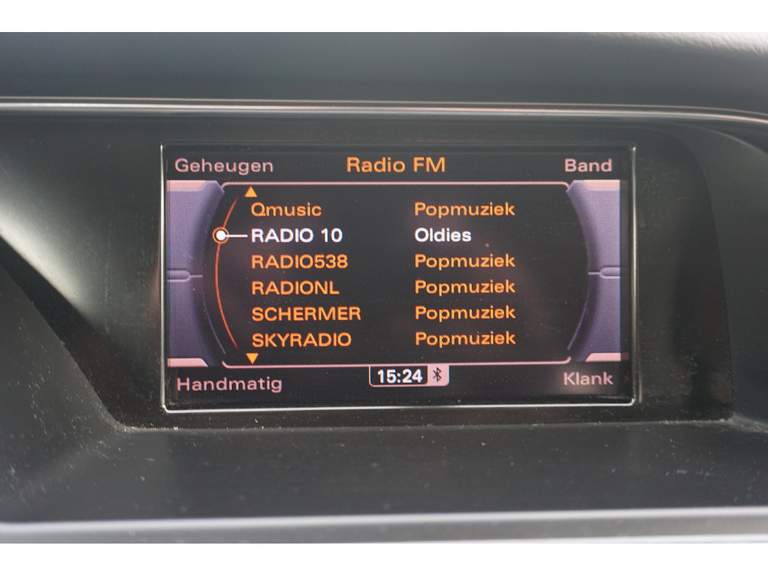 Geheugen Radio FM Band
Qmusic Popmuziek
RADIO 10 Oldies
RADIO538 Popmuziek
RADIONL Popmuziek
SCHERMER Popmuziek
SKYRADIO Popmuziek
Handmatig 15:24 Klank